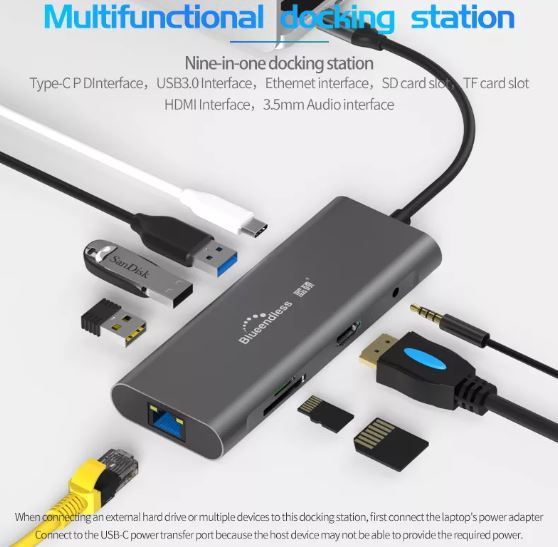 Multifunctional docking station
Nine-in-one docking station
Type-C P DInterface， USB3.0 Interface， Ethernet interface， SD card slot， TF card slot
HDMI Interface， 3.5mm Audio interface
SanDisk
Blueendless 蓝硕
When connecting an external hard drive or multiple devices to this docking station, first connect the laptop's power adapter
Connect to the USB-C power transfer port because the host device may not be able to provide the required power.